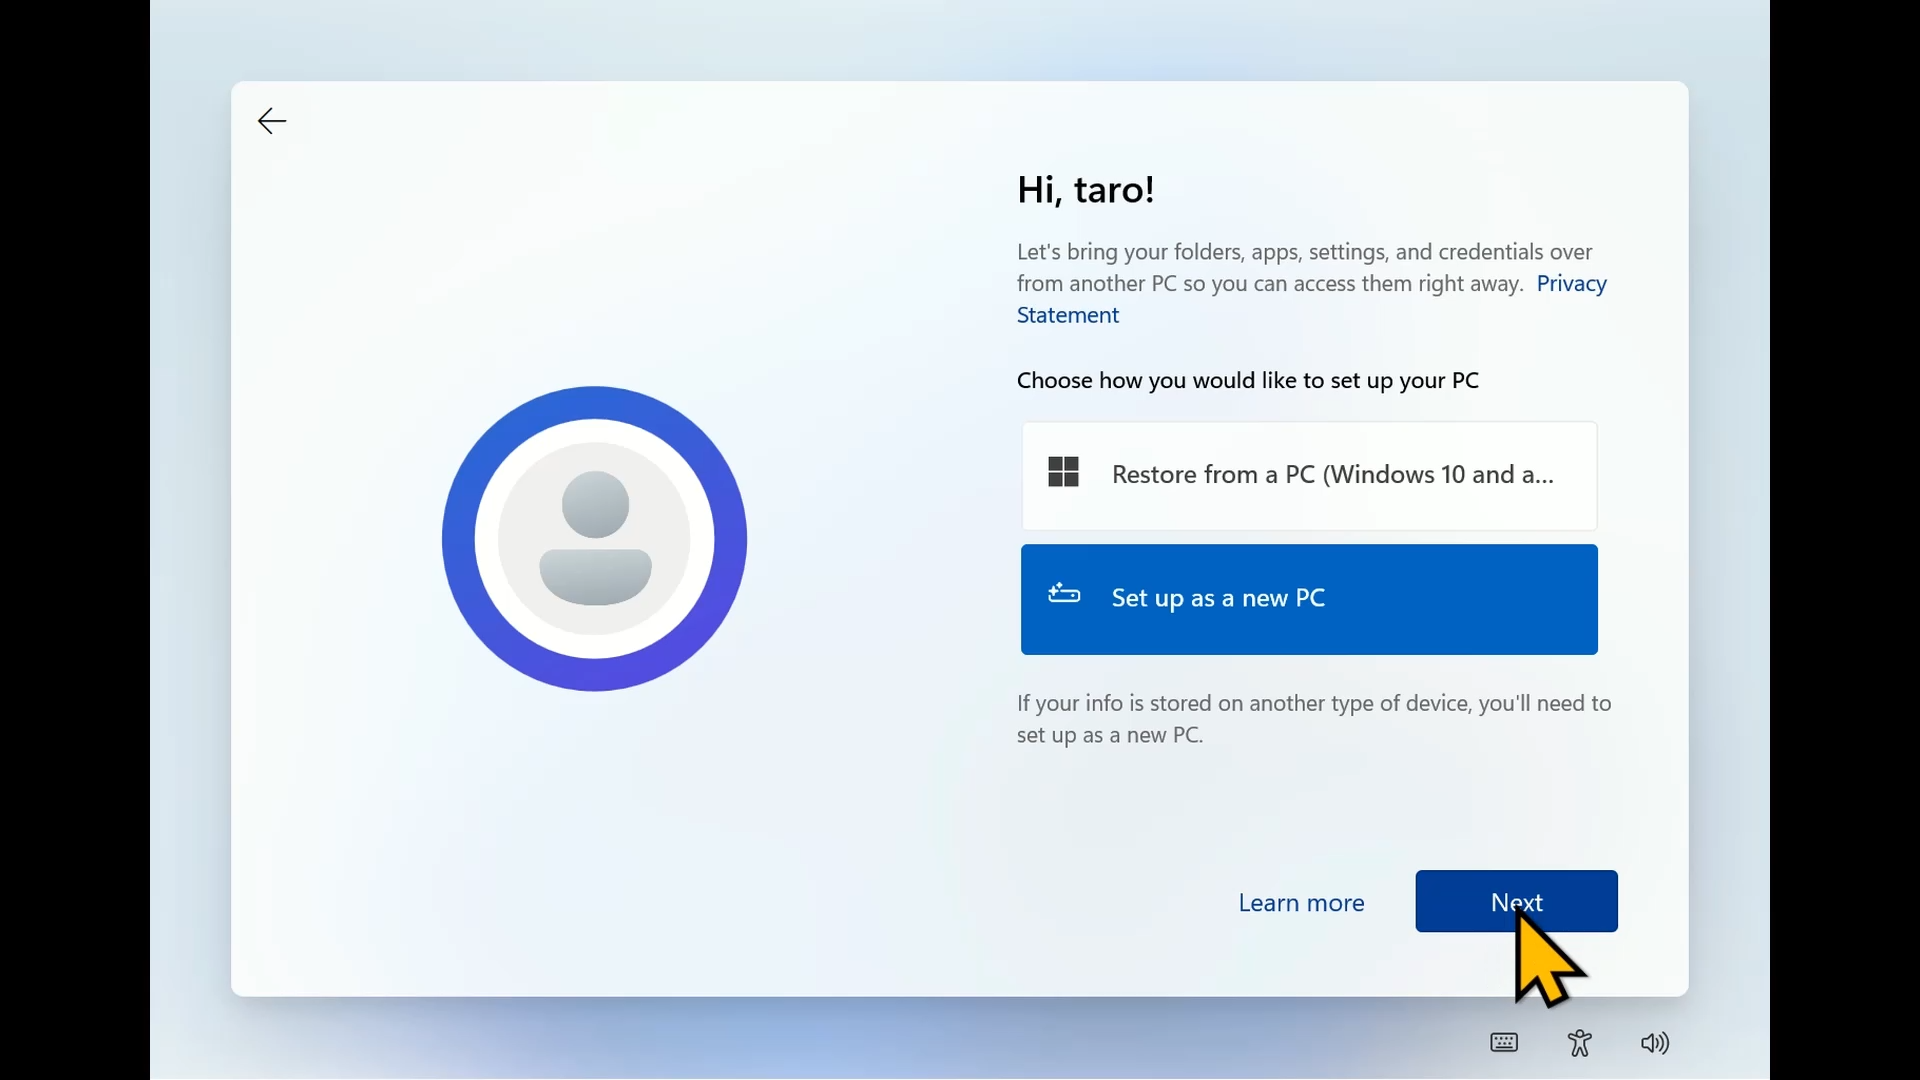 Hi, taro!
Let's bring your folders, apps, settings, and credentials over
from another PC so you can access them right away. Privacy
Statement
Choose how you would like to set up your PC
Restore from a PC (Windows 10 and a...
Set up as a new PC
If your info is stored on another type of device, you'll need to
set up as a new PC.
Learn more
Next